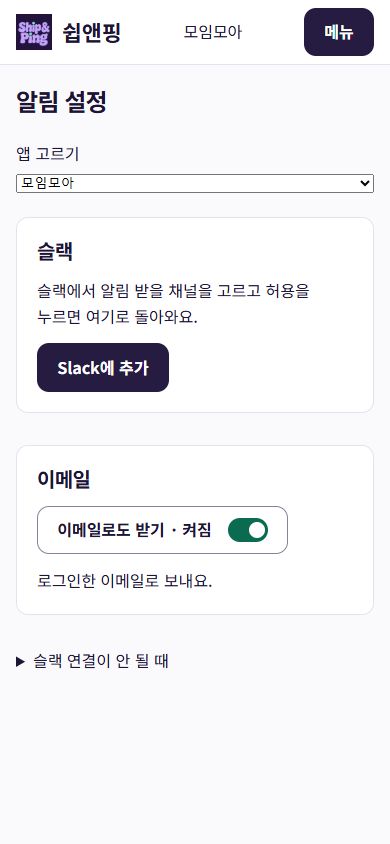 Ship&
Ping
쉽앤핑
모임모아
메뉴
알림 설정
앱 고르기
모임모아
슬랙
슬랙에서 알림 받을 채널을 고르고 허용을
누르면 여기로 돌아와요.
Slack에 추가
이메일
이메일로도 받기 · 켜짐
로그인한 이메일로 보내요.
▶ 슬랙 연결이 안 될 때